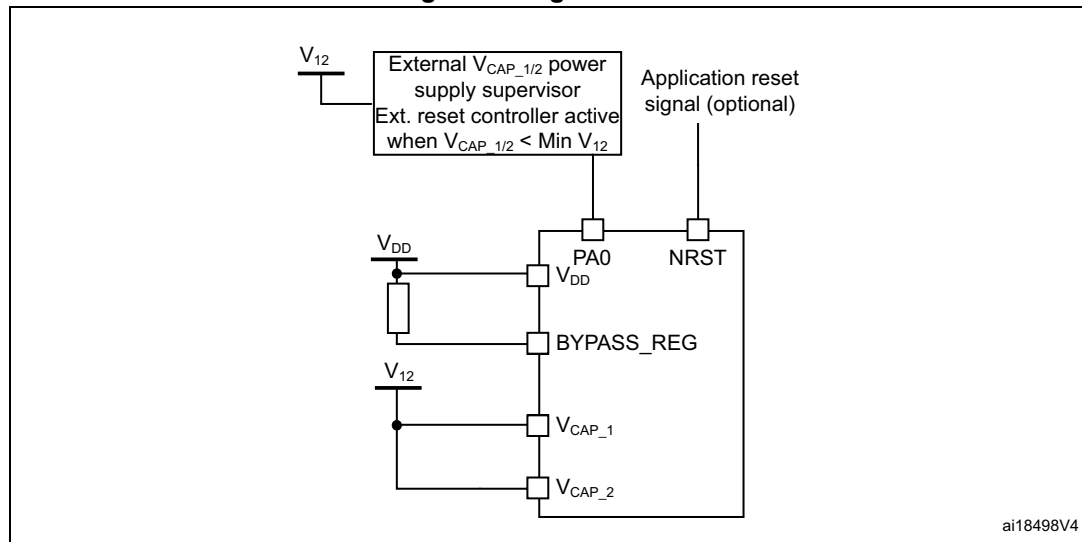 V12
External VCAP_1/2 power
supply supervisor
Ext. reset controller active
when VCAP_1/2 < Min V12
Application reset
signal (optional)
PA0
NRST
VDD
VDD
BYPASS_REG
V12
VCAP_1
VCAP_2
ai18498V4